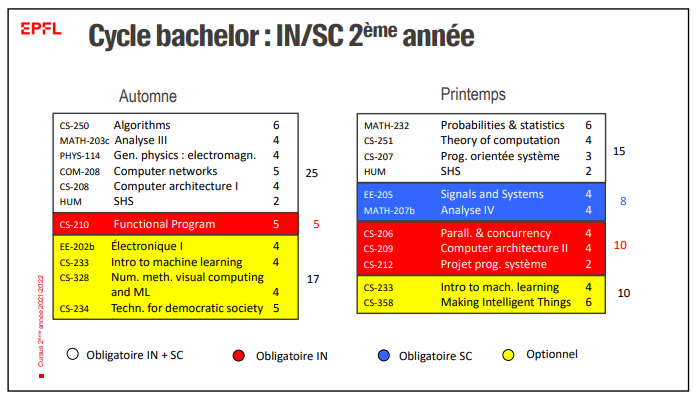 EPFL
Cycle bachelor : IN/SC 2ème année
Automne
CS-250 Algorithms 6
MATH-203c Analyse III 4
PHYS-114 Gen. physics : electromagn. 4
COM-208 Computer networks 5
CS-208 Computer architecture I 4
HUM SHS 2
25
CS-210 Functional Program 5
5
EE-202b Électronique I 4
CS-233 Intro to machine learning 4
CS-328 Num. meth. visual computing
and ML 4
CS-234 Techn. for democratic society 5
17
Printemps
MATH-232 Probabilities & statistics 6
CS-251 Theory of computation 4
CS-207 Prog. orientée système 3
HUM SHS 2
15
EE-205 Signals and Systems 4
MATH-207b Analyse IV 4
8
CS-206 Parall. & concurrency 4
CS-209 Computer architecture II 4
CS-212 Projet prog. système 2
10
CS-233 Intro to mach. learning 4
CS-358 Making Intelligent Things 6
10
Obligatoire IN + SC
Obligatoire IN
Obligatoire SC
Optionnel
Cursus 2ème année 2021-2022